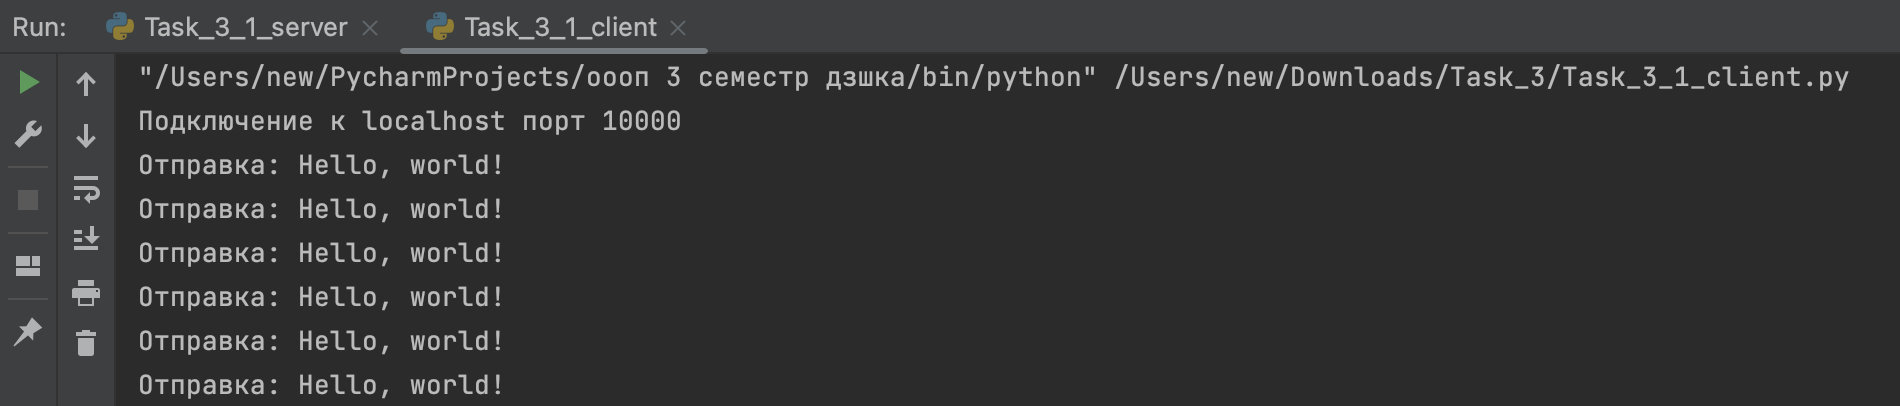 Run: Task_3_1_server Task_3_1_client
"/Users/new/PycharmProjects/оооп 3 семестр дзшка/bin/python" /Users/new/Downloads/Task_3/Task_3_1_client.py
Подключение к localhost порт 10000
Отправка: Hello, world!
Отправка: Hello, world!
Отправка: Hello, world!
Отправка: Hello, world!
Отправка: Hello, world!
Отправка: Hello, world!